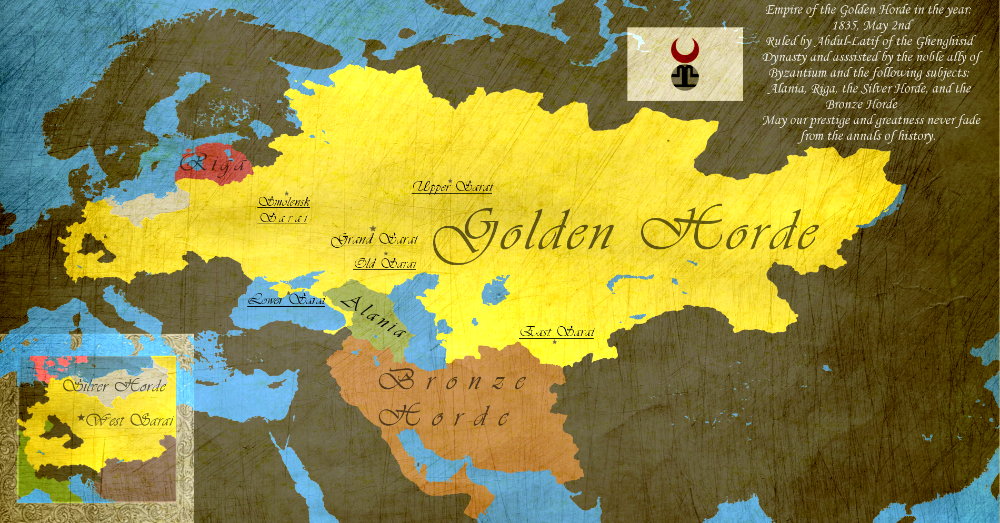 Empire of the Golden Horde in the year:
1835, May 2nd
Ruled by Abdul-Latif of the Ghenghisid
Dynasty and asssisted by the noble ally of
Byzantium and the following subjects:
Alania, Riga, the Silver Horde, and the
Bronze Horde
May our prestige and greatness never fade
from the annals of history.
Riga
Upper Sarai
Smolensk
Sarai
Golden Horde
Grand Sarai
Old Sarai
Lower Sarai
Alania
East Sarai
Bronze
Horde
Silver Horde
West Sarai